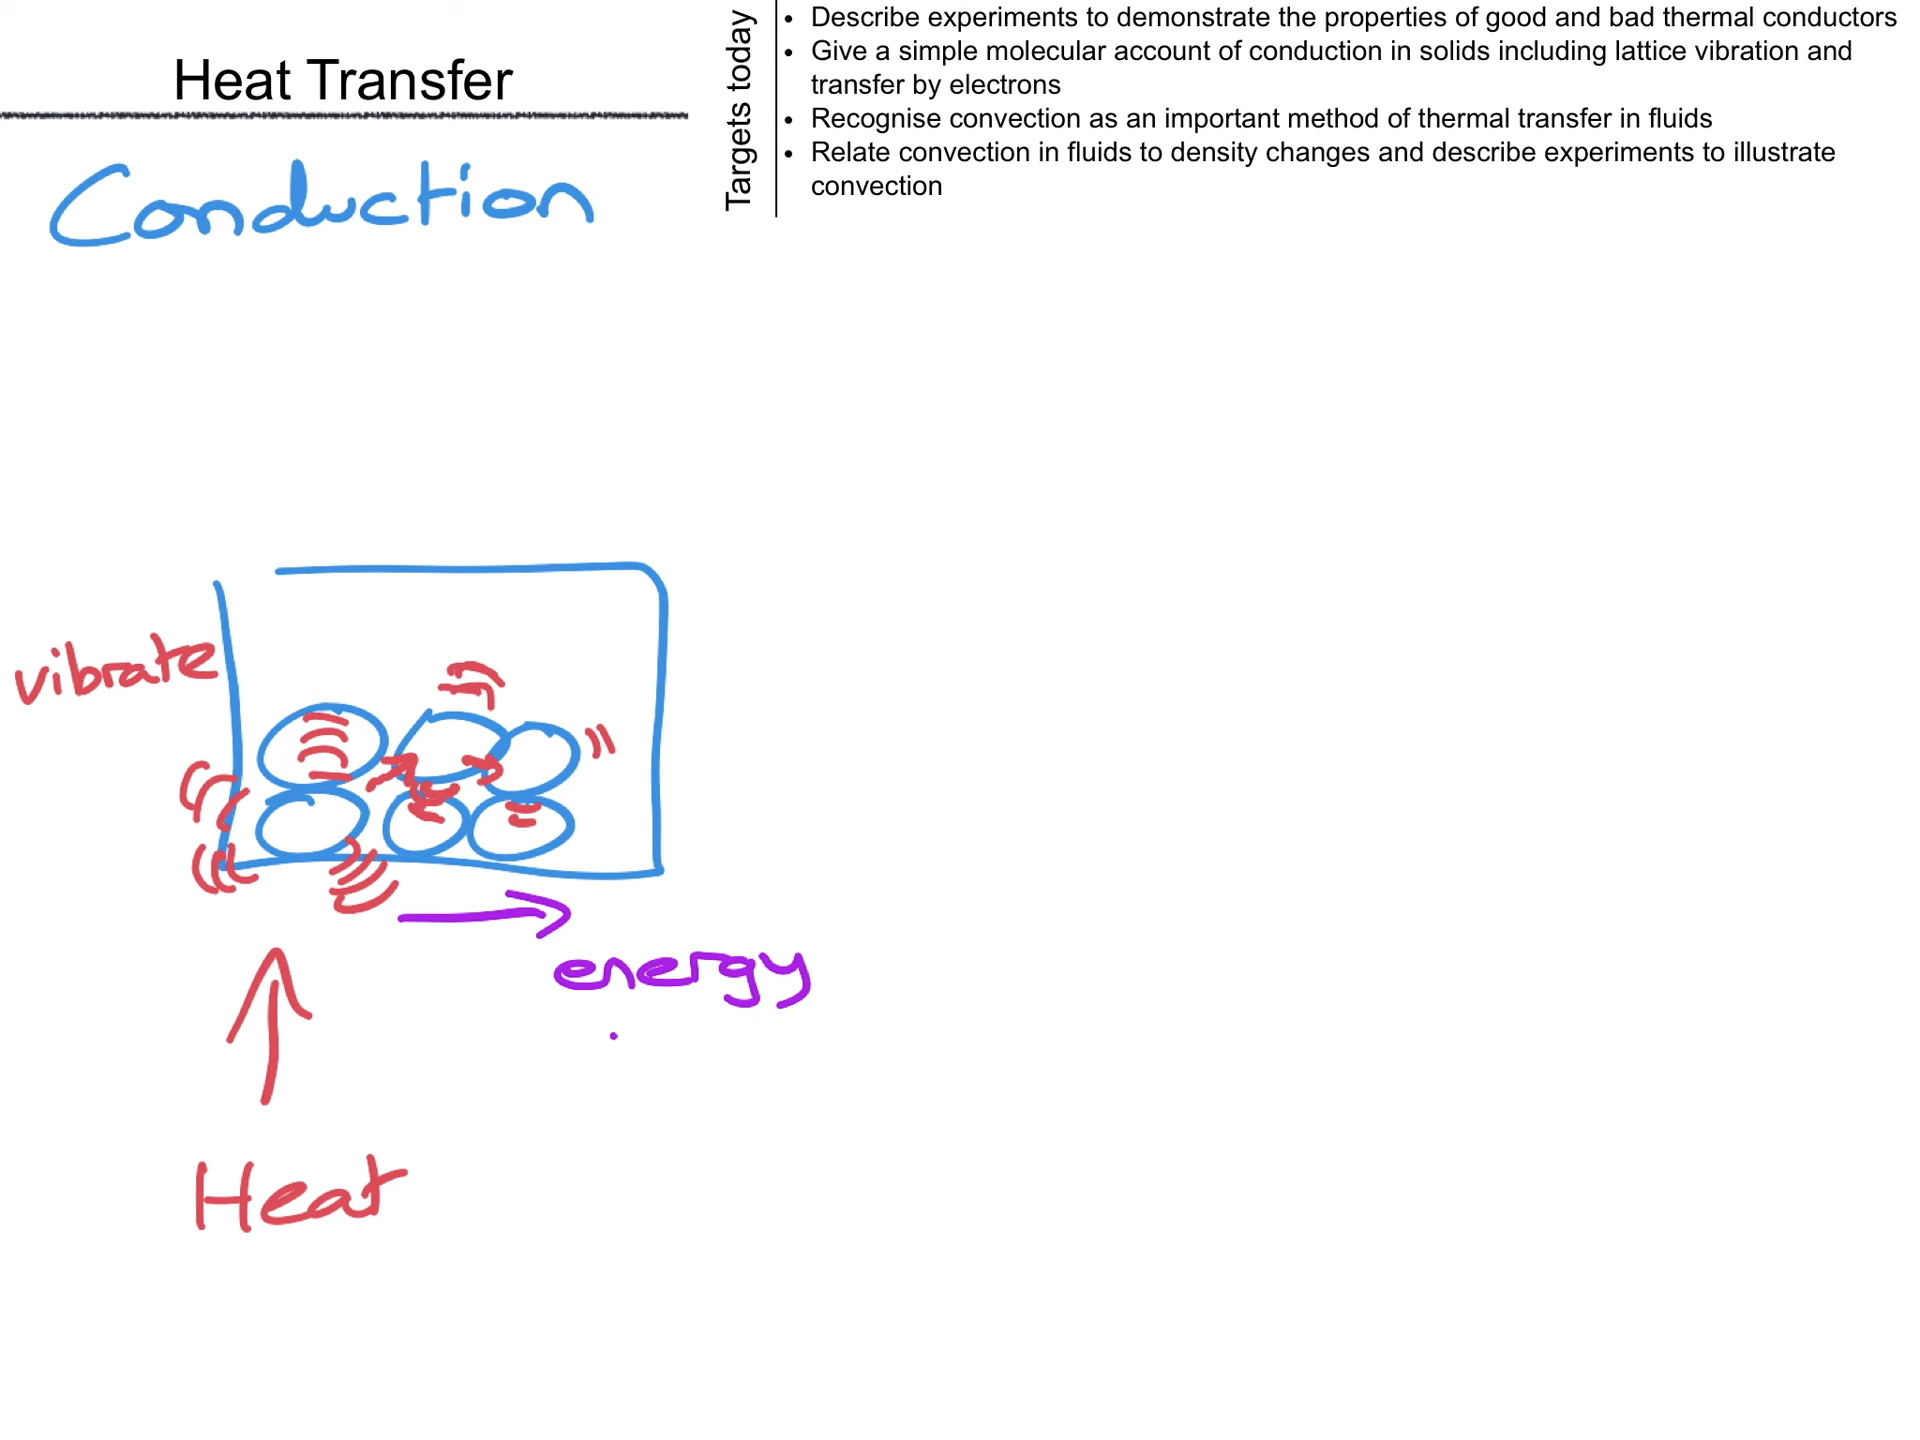 Heat Transfer
Conduction
Targets today
• Describe experiments to demonstrate the properties of good and bad thermal conductors
• Give a simple molecular account of conduction in solids including lattice vibration and
transfer by electrons
• Recognise convection as an important method of thermal transfer in fluids
• Relate convection in fluids to density changes and describe experiments to illustrate
convection
vibrate
energy
Heat